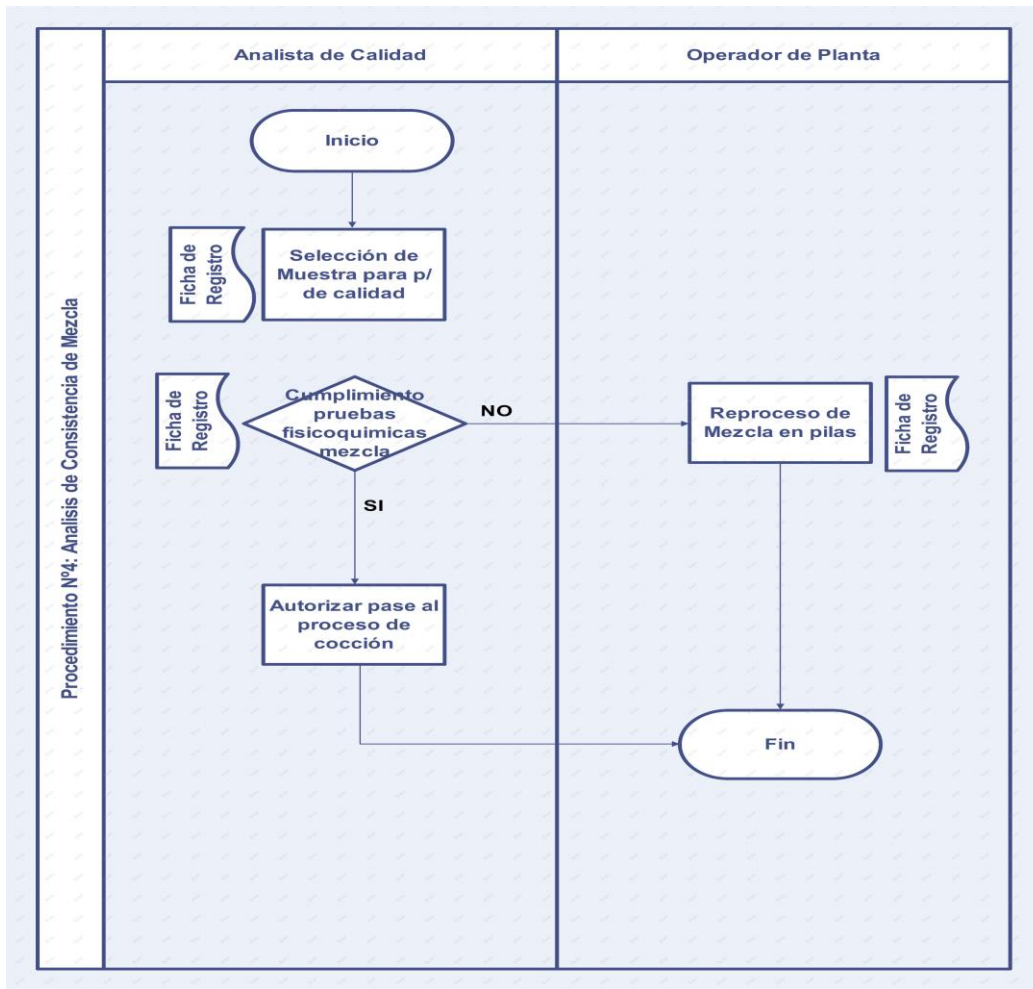 Procedimiento Nº4: Analisis de Consistencia de Mezcla
Analista de Calidad
Operador de Planta
Inicio
Ficha de
Registro
Selección de
Muestra para p/
de calidad
Ficha de
Registro
Cumplimiento
pruebas
fisicoquimicas
mezcla
NO
Reproceso de
Mezcla en pilas
Ficha de
Registro
SI
Autorizar pase al
proceso de
cocción
Fin